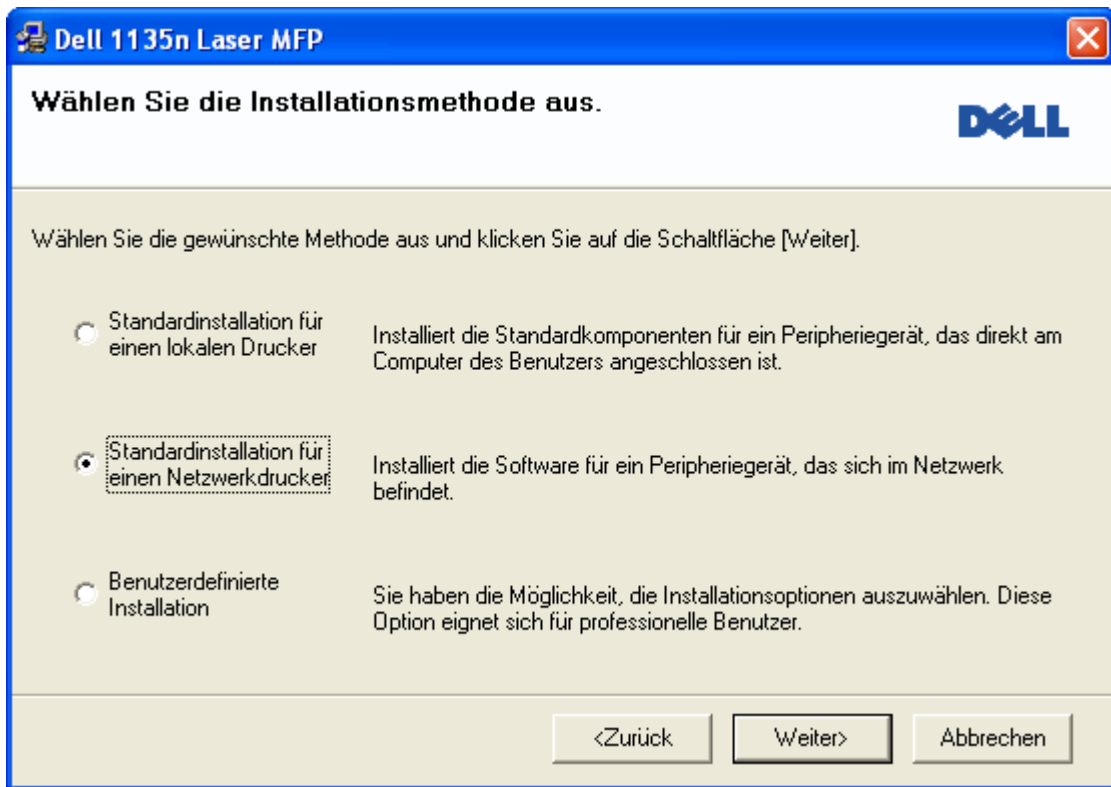 Dell 1135n Laser MFP
Wählen Sie die Installationsmethode aus.
DELL
Wählen Sie die gewünschte Methode aus und klicken Sie auf die Schaltfläche [Weiter].
Standardinstallation für
einen lokalen Drucker
Installiert die Standardkomponenten für ein Peripheriegerät, das direkt am
Computer des Benutzers angeschlossen ist.
Standardinstallation für
einen Netzwerkdrucker
Installiert die Software für ein Peripheriegerät, das sich im Netzwerk
befindet.
Benutzerdefinierte
Installation
Sie haben die Möglichkeit, die Installationsoptionen auszuwählen. Diese
Option eignet sich für professionelle Benutzer.
<Zurück
Weiter>
Abbrechen